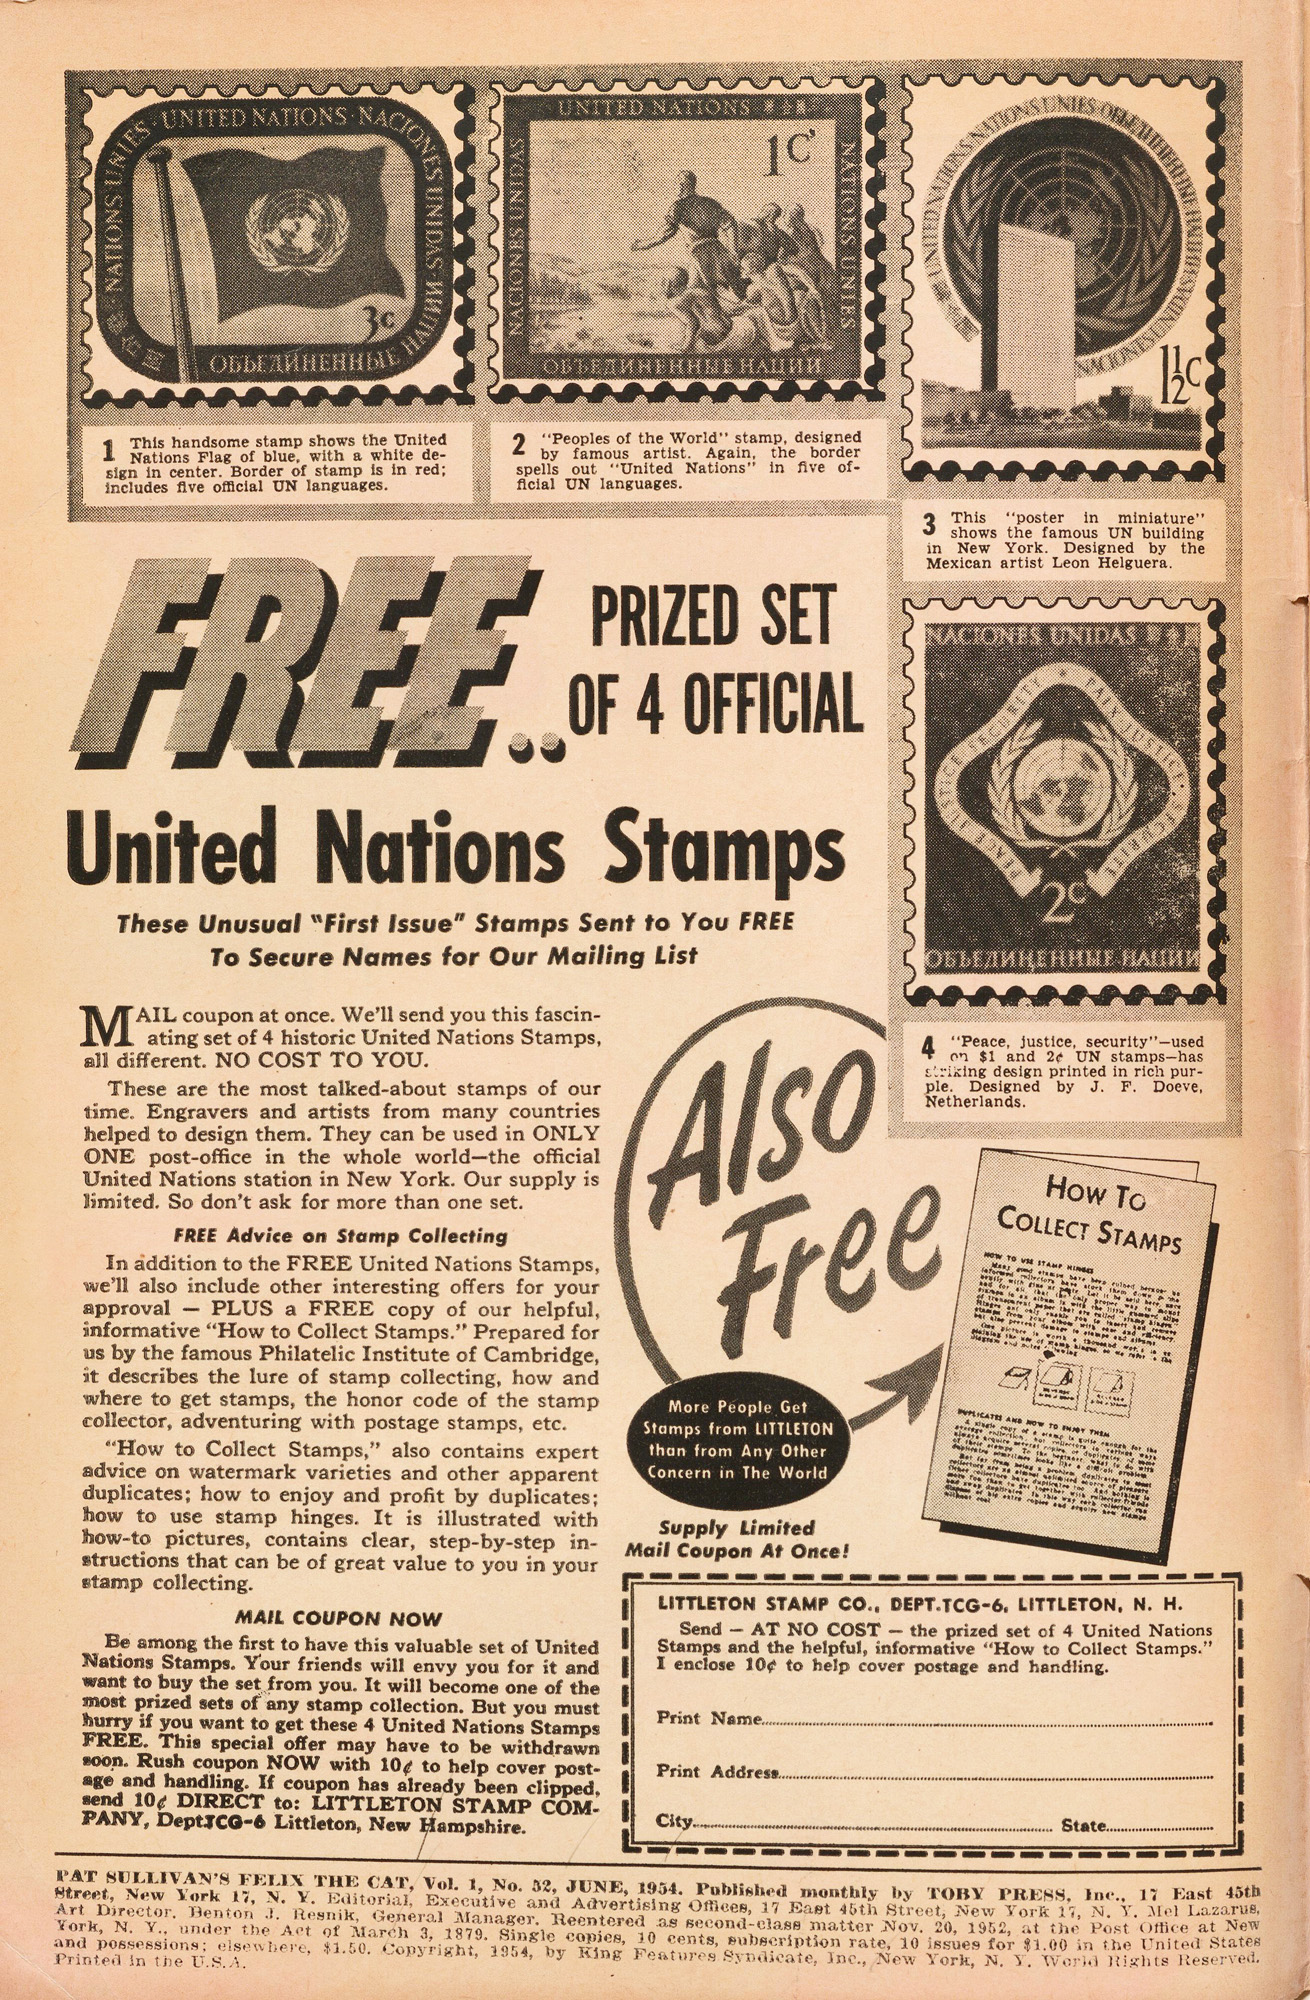 NATIONS UNIES · UNITED NATIONS · NACIONES UNIDAS ·
ОБЪЕДИНЕННЫЕ НАЦИИ
3c
UNITED NATIONS
NACIONES UNIDAS
1c
NATIONS UNIES
ОБЪЕДИНЕННЫЕ НАЦИИ
UNITED NATIONS · NATIONS UNIES
NACIONES UNIDAS
1½c
1 This handsome stamp shows the United
Nations Flag of blue, with a white de-
sign in center. Border of stamp is in red;
includes five official UN languages.
2 "Peoples of the World" stamp, designed
by famous artist. Again, the border
spells out "United Nations" in five of-
ficial UN languages.
3 This "poster in miniature"
shows the famous UN building
in New York. Designed by the
Mexican artist Leon Helguera.
FREE..
PRIZED SET
OF 4 OFFICIAL
United Nations Stamps
These Unusual "First Issue" Stamps Sent to You FREE
To Secure Names for Our Mailing List
NACIONES UNIDAS
PEACE JUSTICE SECURITY
PAIX JUSTICE SECURITE
2c
ОБЪЕДИНЕННЫЕ НАЦИИ
4 "Peace, justice, security"—used
on $1 and 2¢ UN stamps—has
striking design printed in rich pur-
ple. Designed by J. F. Doeve,
Netherlands.
MAIL coupon at once. We'll send you this fascin-
ating set of 4 historic United Nations Stamps,
all different. NO COST TO YOU.
These are the most talked-about stamps of our
time. Engravers and artists from many countries
helped to design them. They can be used in ONLY
ONE post-office in the whole world—the official
United Nations station in New York. Our supply is
limited. So don't ask for more than one set.
FREE Advice on Stamp Collecting
In addition to the FREE United Nations Stamps,
we'll also include other interesting offers for your
approval — PLUS a FREE copy of our helpful,
informative "How to Collect Stamps." Prepared for
us by the famous Philatelic Institute of Cambridge,
it describes the lure of stamp collecting, how and
where to get stamps, the honor code of the stamp
collector, adventuring with postage stamps, etc.
"How to Collect Stamps," also contains expert
advice on watermark varieties and other apparent
duplicates; how to enjoy and profit by duplicates;
how to use stamp hinges. It is illustrated with
how-to pictures, contains clear, step-by-step in-
structions that can be of great value to you in your
stamp collecting.
MAIL COUPON NOW
Be among the first to have this valuable set of United
Nations Stamps. Your friends will envy you for it and
want to buy the set from you. It will become one of the
most prized sets of any stamp collection. But you must
hurry if you want to get these 4 United Nations Stamps
FREE. This special offer may have to be withdrawn
soon. Rush coupon NOW with 10¢ to help cover post-
age and handling. If coupon has already been clipped,
send 10¢ DIRECT to: LITTLETON STAMP COM-
PANY, Dept.TCG-6 Littleton, New Hampshire.
Also
Free
HOW TO
COLLECT STAMPS
HOW TO USE STAMP HINGES
DUPLICATES AND HOW TO ENJOY THEM
More People Get
Stamps from LITTLETON
than from Any Other
Concern in The World
Supply Limited
Mail Coupon At Once!
LITTLETON STAMP CO., DEPT.TCG-6, LITTLETON, N. H.
Send — AT NO COST — the prized set of 4 United Nations
Stamps and the helpful, informative "How to Collect Stamps."
I enclose 10¢ to help cover postage and handling.
Print Name
Print Address
City State
PAT SULLIVAN'S FELIX THE CAT, Vol. 1, No. 52, JUNE, 1954. Published monthly by TOBY PRESS, Inc., 17 East 45th
Street, New York 17, N. Y. Editorial, Executive and Advertising Offices, 17 East 45th Street, New York 17, N. Y. Mel Lazarus,
Art Director. Benton J. Resnik, General Manager. Reentered as second-class matter Nov. 20, 1952, at the Post Office at New
York, N. Y., under the Act of March 3, 1879. Single copies, 10 cents, subscription rate, 10 issues for $1.00 in the United States
and possessions; elsewhere, $1.50. Copyright, 1954, by King Features Syndicate, Inc., New York, N. Y. World Rights Reserved.
Printed in the U.S.A.